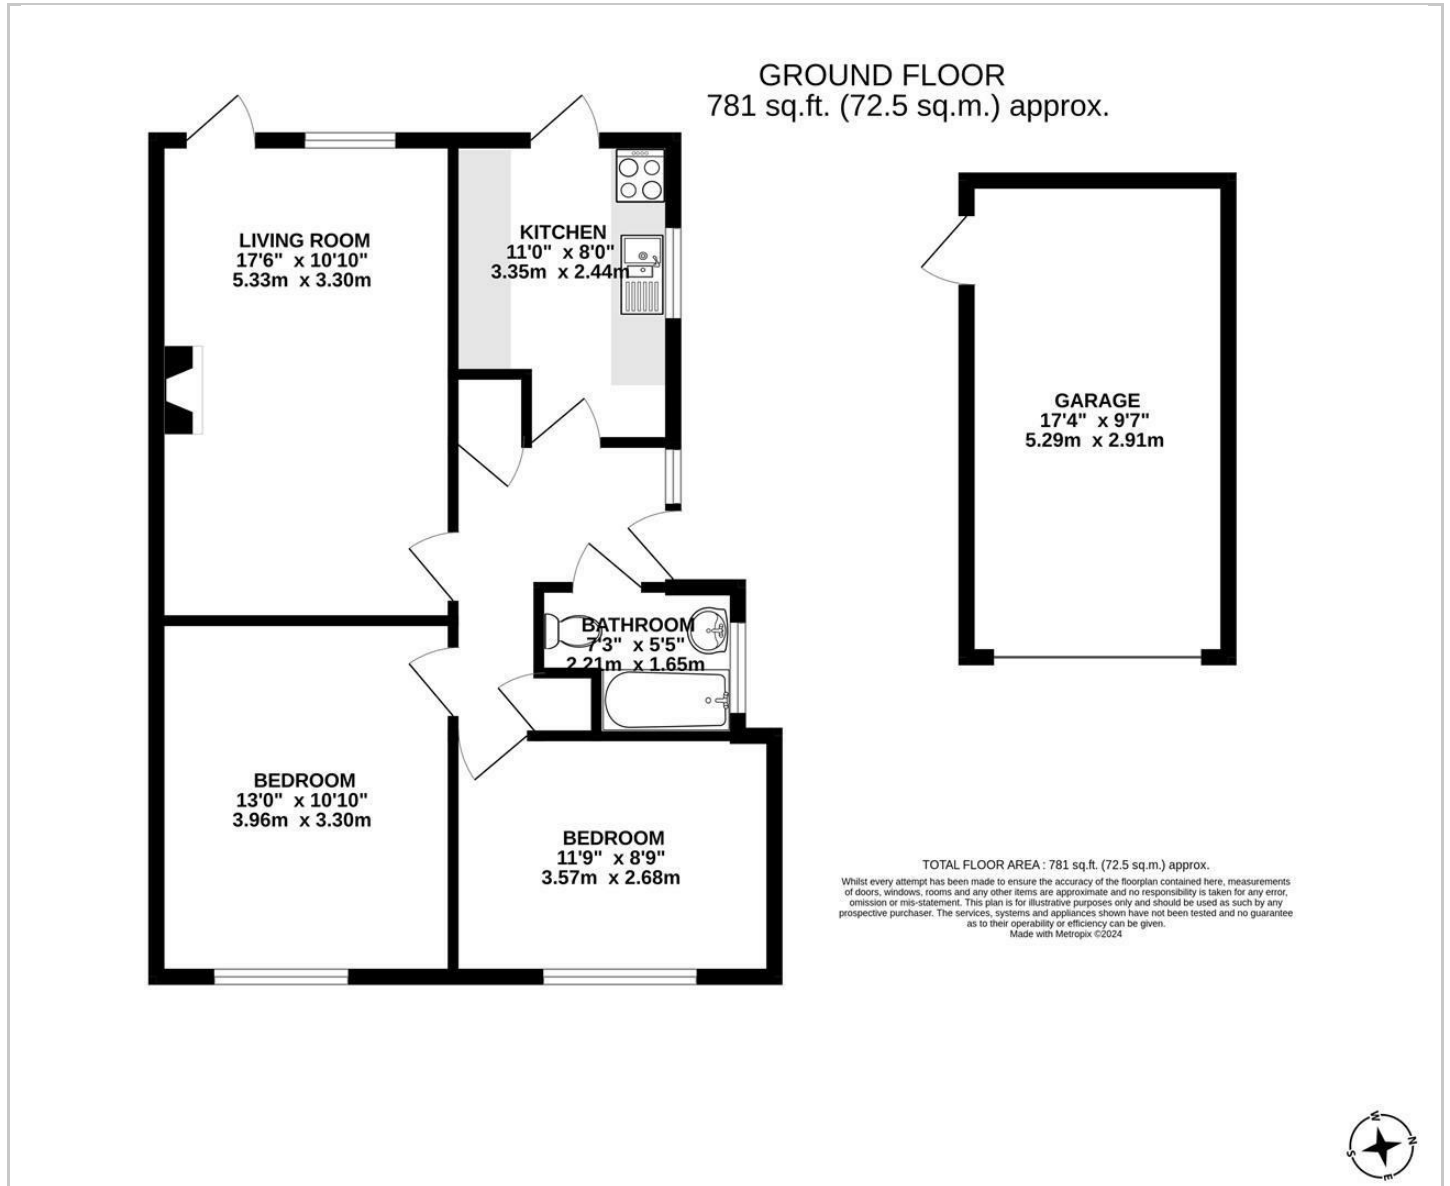 GROUND FLOOR
781 sq.ft. (72.5 sq.m.) approx.
LIVING ROOM
17'6" x 10'10"
5.33m x 3.30m
KITCHEN
11'0" x 8'0"
3.35m x 2.44m
GARAGE
17'4" x 9'7"
5.29m x 2.91m
BATHROOM
7'3" x 5'5"
2.21m x 1.65m
BEDROOM
13'0" x 10'10"
3.96m x 3.30m
BEDROOM
11'9" x 8'9"
3.57m x 2.68m
TOTAL FLOOR AREA : 781 sq.ft. (72.5 sq.m.) approx.
Whilst every attempt has been made to ensure the accuracy of the floorplan contained here, measurements
of doors, windows, rooms and any other items are approximate and no responsibility is taken for any error,
omission or mis-statement. This plan is for illustrative purposes only and should be used as such by any
prospective purchaser. The services, systems and appliances shown have not been tested and no guarantee
as to their operability or efficiency can be given.
Made with Metropix ©2024
W
N
S
E